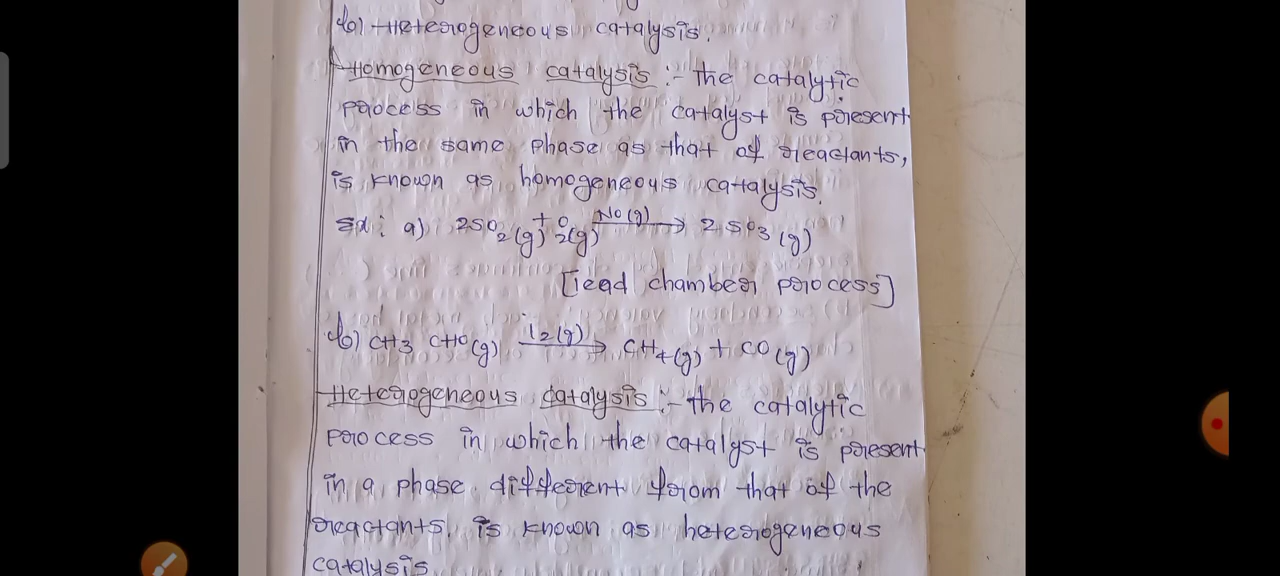 b) Heterogeneous catalysis.
Homogeneous catalysis :- The catalytic
process in which the catalyst is present
in the same phase as that of reactants,
is known as homogeneous catalysis.
Ex: a) 2SO2(g) + O2(g) NO(g)→ 2SO3(g)
[lead chamber process]
b) CH3 CHO(g) I2(g)→ CH4(g) + CO(g)
Heterogeneous catalysis :- The catalytic
process in which the catalyst is present
in a phase different from that of the
reactants, is known as heterogeneous
catalysis.